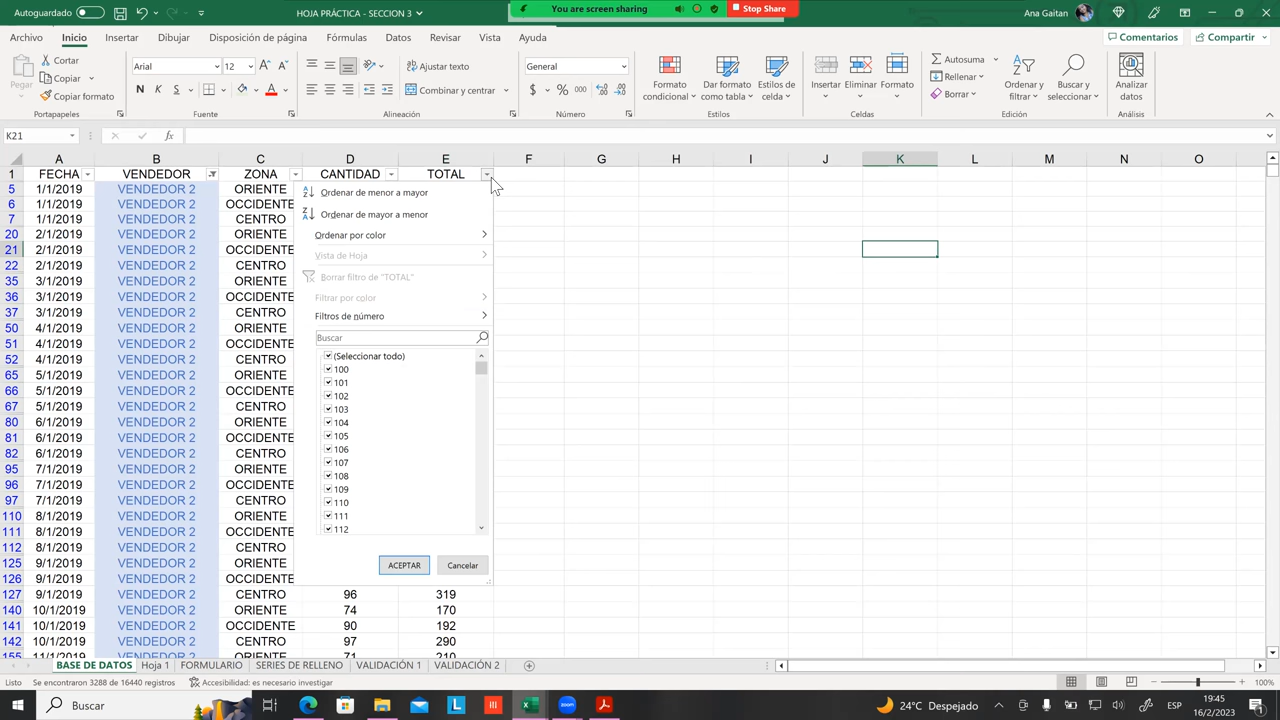 Autoguardado
HOJA PRÁCTICA - SECCION 3
You are screen sharing
Stop Share
Ana Gaitan
Archivo Inicio Insertar Dibujar Disposición de página Fórmulas Datos Revisar Vista Ayuda
Comentarios Compartir
Pegar
Cortar
Copiar
Copiar formato
Portapapeles
Arial 12
N K S
Fuente
Ajustar texto
Combinar y centrar
Alineación
General
$ % 000
Número
Formato condicional
Dar formato como tabla
Estilos de celda
Estilos
Insertar Eliminar Formato
Celdas
Autosuma
Rellenar
Borrar
Ordenar y filtrar
Buscar y seleccionar
Edición
Analizar datos
Análisis
K21 fx
A B C D E F G H I J K L M N O
1 FECHA VENDEDOR ZONA CANTIDAD TOTAL
5 1/1/2019 VENDEDOR 2 ORIENTE
6 1/1/2019 VENDEDOR 2 OCCIDENTE
7 1/1/2019 VENDEDOR 2 CENTRO
20 2/1/2019 VENDEDOR 2 ORIENTE
21 2/1/2019 VENDEDOR 2 OCCIDENTE
22 2/1/2019 VENDEDOR 2 CENTRO
35 3/1/2019 VENDEDOR 2 ORIENTE
36 3/1/2019 VENDEDOR 2 OCCIDENTE
37 3/1/2019 VENDEDOR 2 CENTRO
50 4/1/2019 VENDEDOR 2 ORIENTE
51 4/1/2019 VENDEDOR 2 OCCIDENTE
52 4/1/2019 VENDEDOR 2 CENTRO
65 5/1/2019 VENDEDOR 2 ORIENTE
66 5/1/2019 VENDEDOR 2 OCCIDENTE
67 5/1/2019 VENDEDOR 2 CENTRO
80 6/1/2019 VENDEDOR 2 ORIENTE
81 6/1/2019 VENDEDOR 2 OCCIDENTE
82 6/1/2019 VENDEDOR 2 CENTRO
95 7/1/2019 VENDEDOR 2 ORIENTE
96 7/1/2019 VENDEDOR 2 OCCIDENTE
97 7/1/2019 VENDEDOR 2 CENTRO
110 8/1/2019 VENDEDOR 2 ORIENTE
111 8/1/2019 VENDEDOR 2 OCCIDENTE
112 8/1/2019 VENDEDOR 2 CENTRO
125 9/1/2019 VENDEDOR 2 ORIENTE
126 9/1/2019 VENDEDOR 2 OCCIDENTE
127 9/1/2019 VENDEDOR 2 CENTRO 96 319
140 10/1/2019 VENDEDOR 2 ORIENTE 74 170
141 10/1/2019 VENDEDOR 2 OCCIDENTE 90 192
142 10/1/2019 VENDEDOR 2 CENTRO 97 290
155 11/1/2019 VENDEDOR 2 ORIENTE 71 210
Ordenar de menor a mayor
Ordenar de mayor a menor
Ordenar por color
Vista de Hoja
Borrar filtro de "TOTAL"
Filtrar por color
Filtros de número
Buscar
(Seleccionar todo)
100
101
102
103
104
105
106
107
108
109
110
111
112
ACEPTAR Cancelar
BASE DE DATOS Hoja 1 FORMULARIO SERIES DE RELLENO VALIDACIÓN 1 VALIDACIÓN 2
Listo Se encontraron 3288 de 16440 registros Accesibilidad: es necesario investigar 100%
Buscar
24°C Despejado
ESP
19:45
16/2/2023